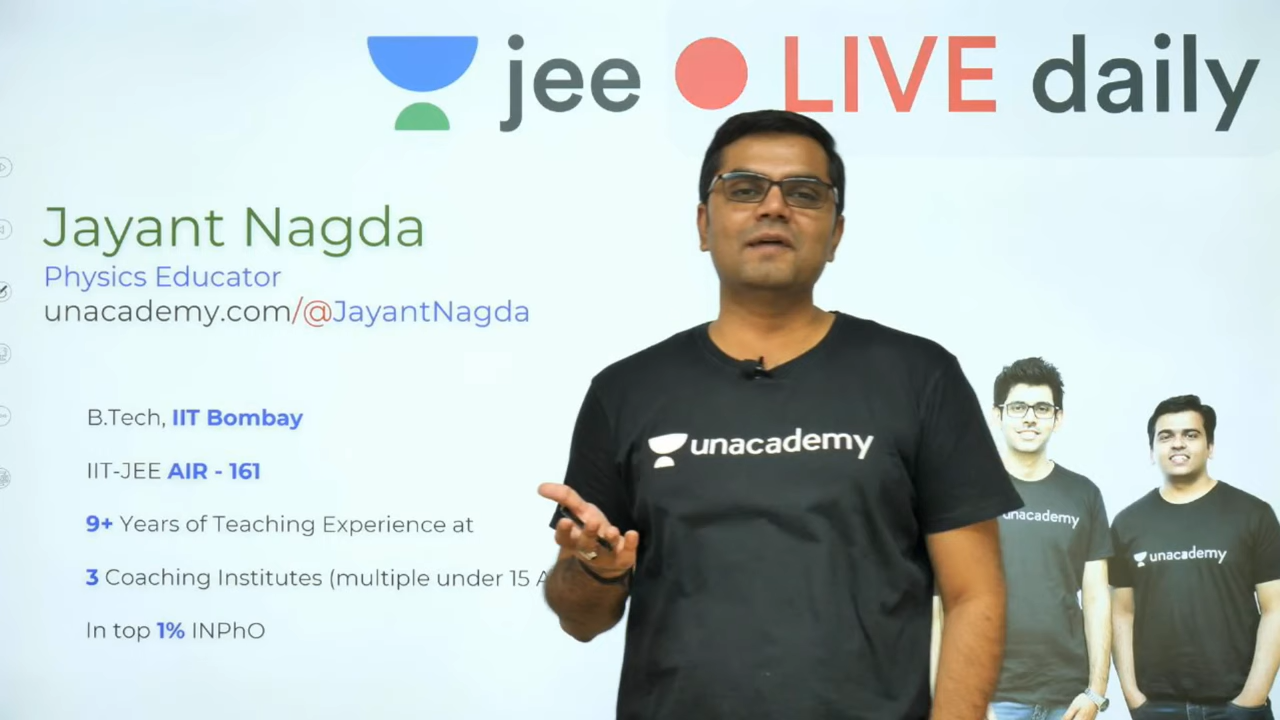 jee LIVE daily
Jayant Nagda
Physics Educator
unacademy.com/@JayantNagda
B.Tech, IIT Bombay
IIT-JEE AIR - 161
9+ Years of Teaching Experience at
3 Coaching Institutes (multiple under 15
In top 1% INPhO
unacademy
unacademy
unacademy